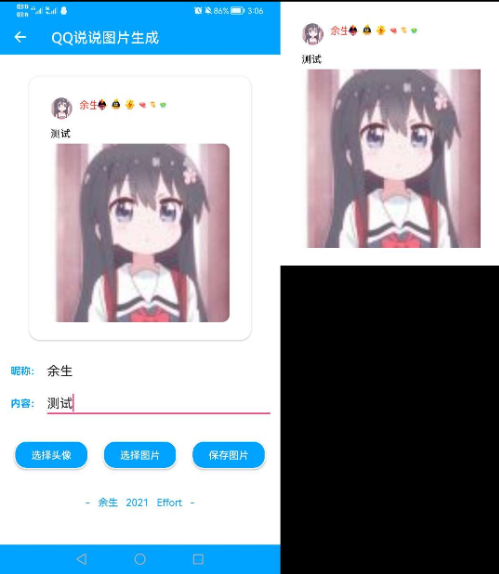 86% 3:06
QQ说说图片生成
余生
测试
昵称: 余生
内容: 测试
选择头像 选择图片 保存图片
- 余生 2021 Effort -
余生
测试